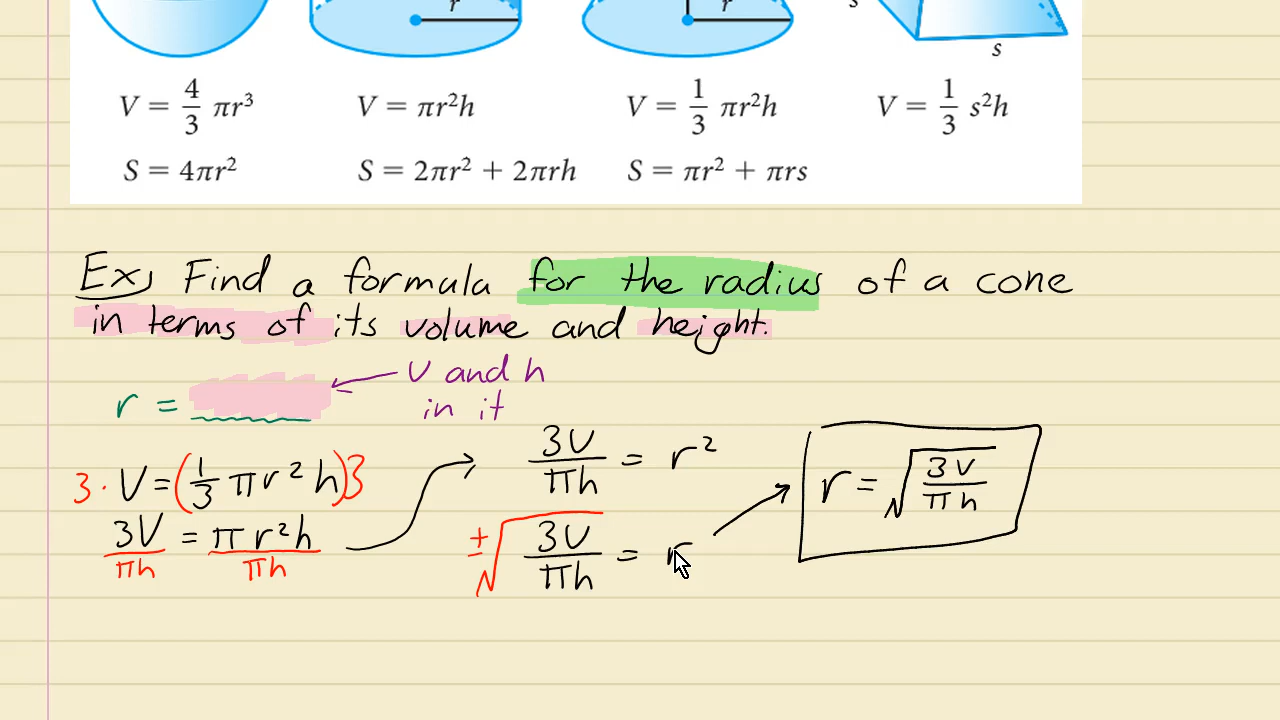 r r s
s
V = 4/3 πr³ V = πr²h V = 1/3 πr²h V = 1/3 s²h
S = 4πr² S = 2πr² + 2πrh S = πr² + πrs
Ex, Find a formula for the radius of a cone
in terms of its volume and height.
r = ______ ← V and h
in it
3 · V = (1/3 πr²h)3
3V/πh = πr²h/πh
3V/πh = r²
±√(3V/πh) = r
r = √(3V/πh)